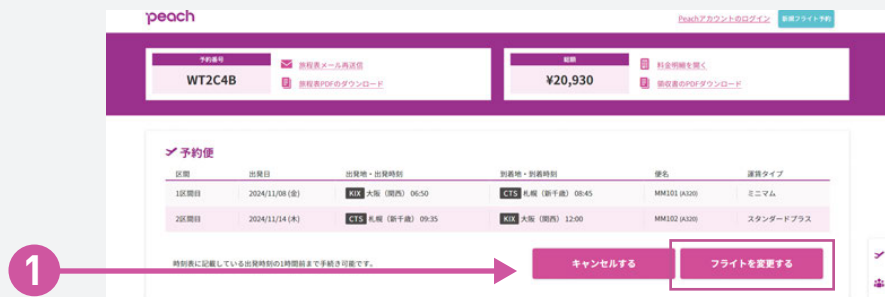 peach
Peachアカウントのログイン
新規フライト予約
予約番号
WT2C4B
旅程表メール再送信
旅程表PDFのダウンロード
総額
¥20,930
料金明細を開く
領収書のPDFダウンロード
予約便
区間 出発日 出発地・出発時刻 到着地・到着時刻 便名 運賃タイプ
1区間目 2024/11/08 (金) KIX 大阪（関西） 06:50 CTS 札幌（新千歳） 08:45 MM101 (A320) ミニマム
2区間目 2024/11/14 (木) CTS 札幌（新千歳） 09:35 KIX 大阪（関西） 12:00 MM102 (A320) スタンダードプラス
時刻表に記載している出発時刻の1時間前まで手続き可能です。
キャンセルする
フライトを変更する
1